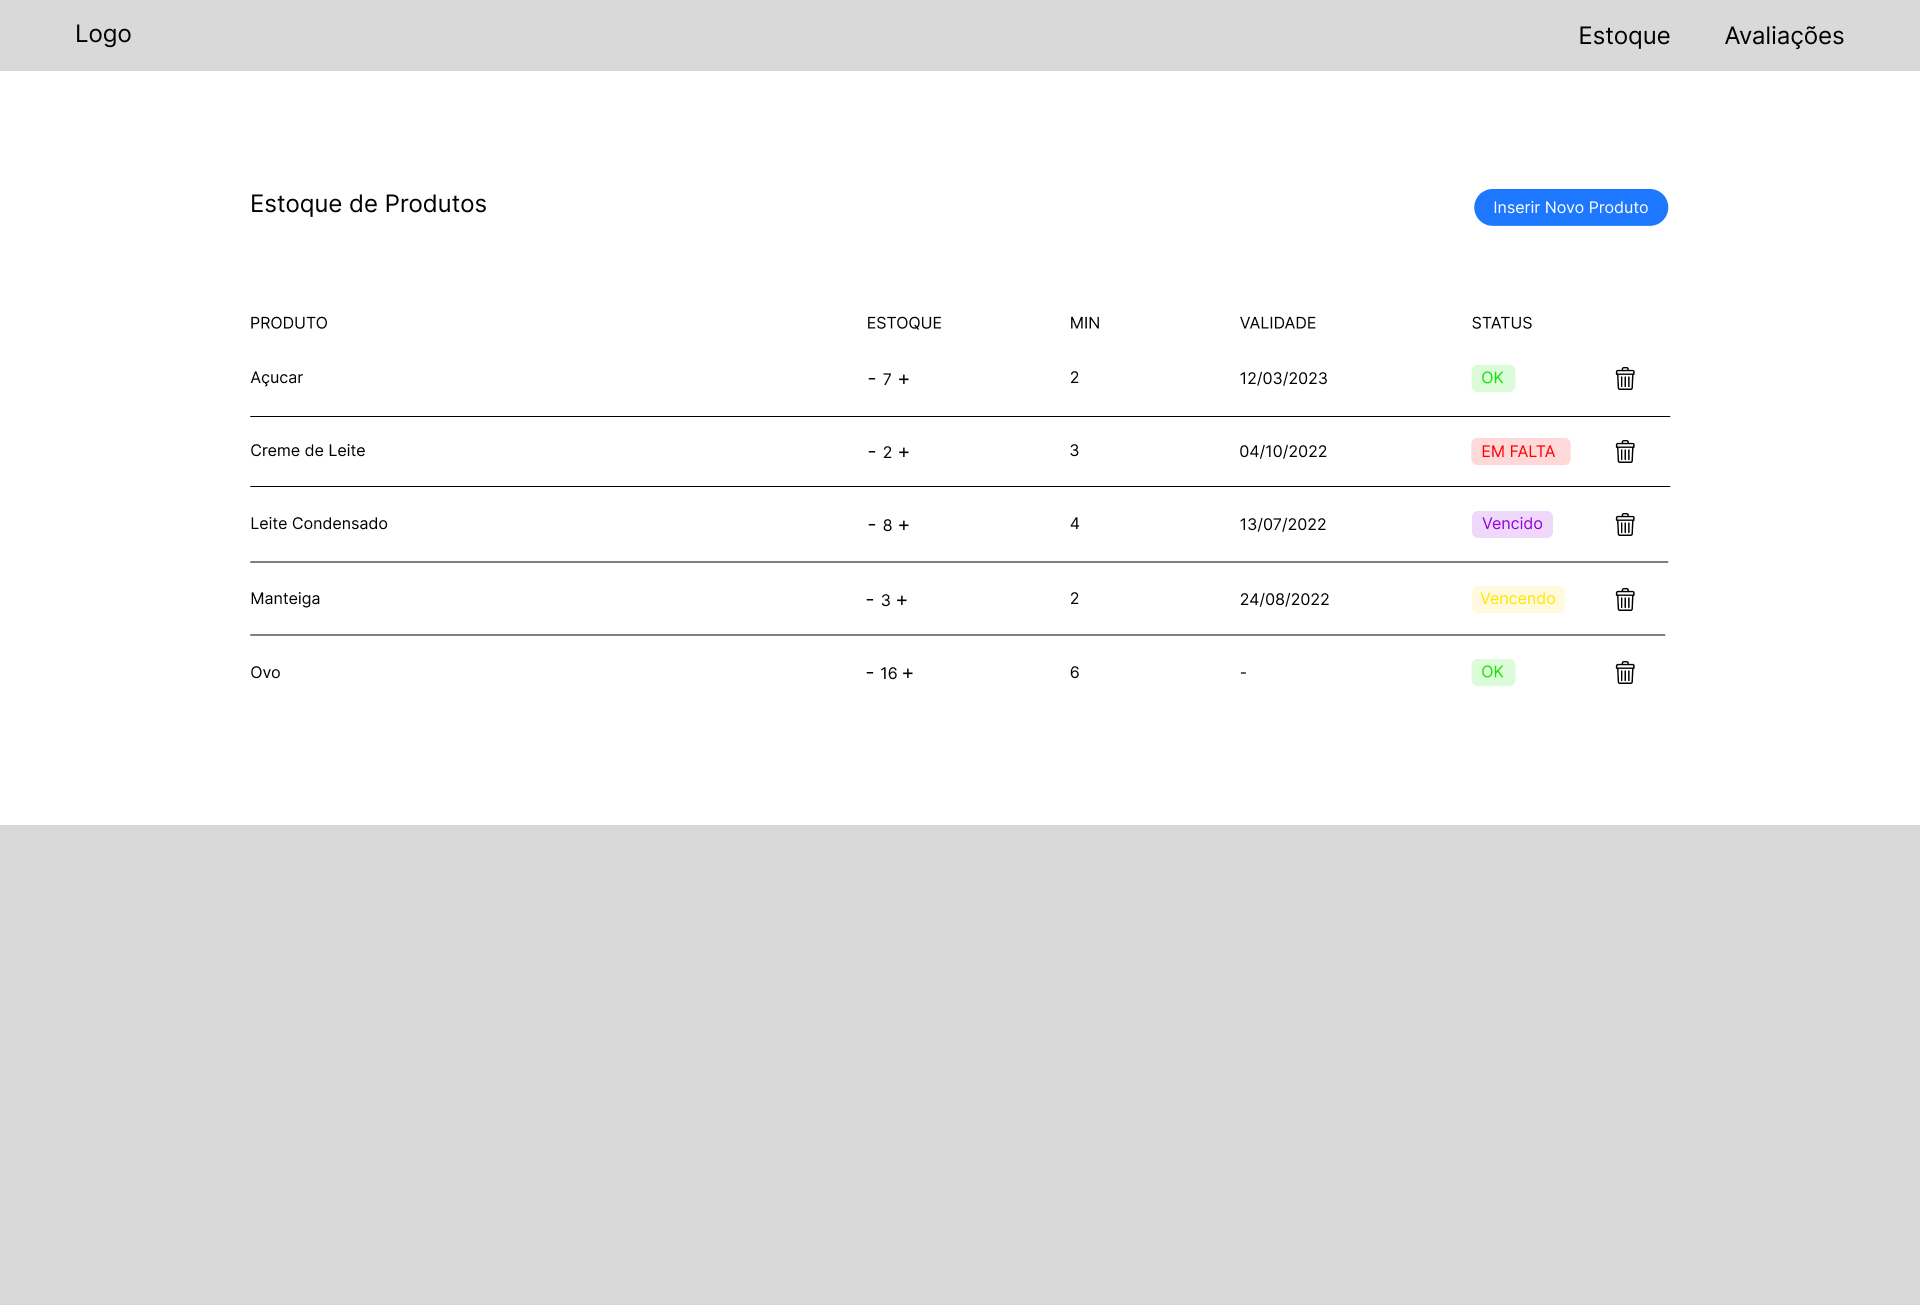 Logo Estoque Avaliações
Estoque de Produtos Inserir Novo Produto
PRODUTO ESTOQUE MIN VALIDADE STATUS
Açucar - 7 + 2 12/03/2023 OK
Creme de Leite - 2 + 3 04/10/2022 EM FALTA
Leite Condensado - 8 + 4 13/07/2022 Vencido
Manteiga - 3 + 2 24/08/2022 Vencendo
Ovo - 16 + 6 - OK